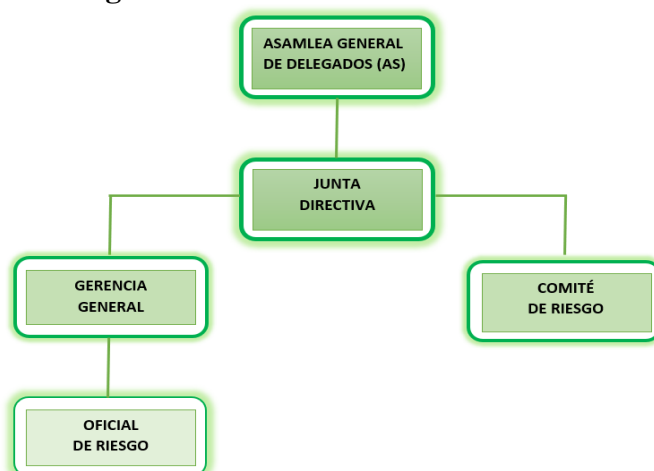 ASAMLEA GENERAL
DE DELEGADOS (AS)
JUNTA
DIRECTIVA
GERENCIA
GENERAL
COMITÉ
DE RIESGO
OFICIAL
DE RIESGO